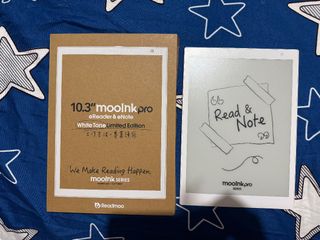 10.3" mooInk pro
eReader & eNote
White Tone Limited Edition
We Make Reading Happen
mooInk SERIES
Readmoo
Read &
Note
mooInk pro
SERIES